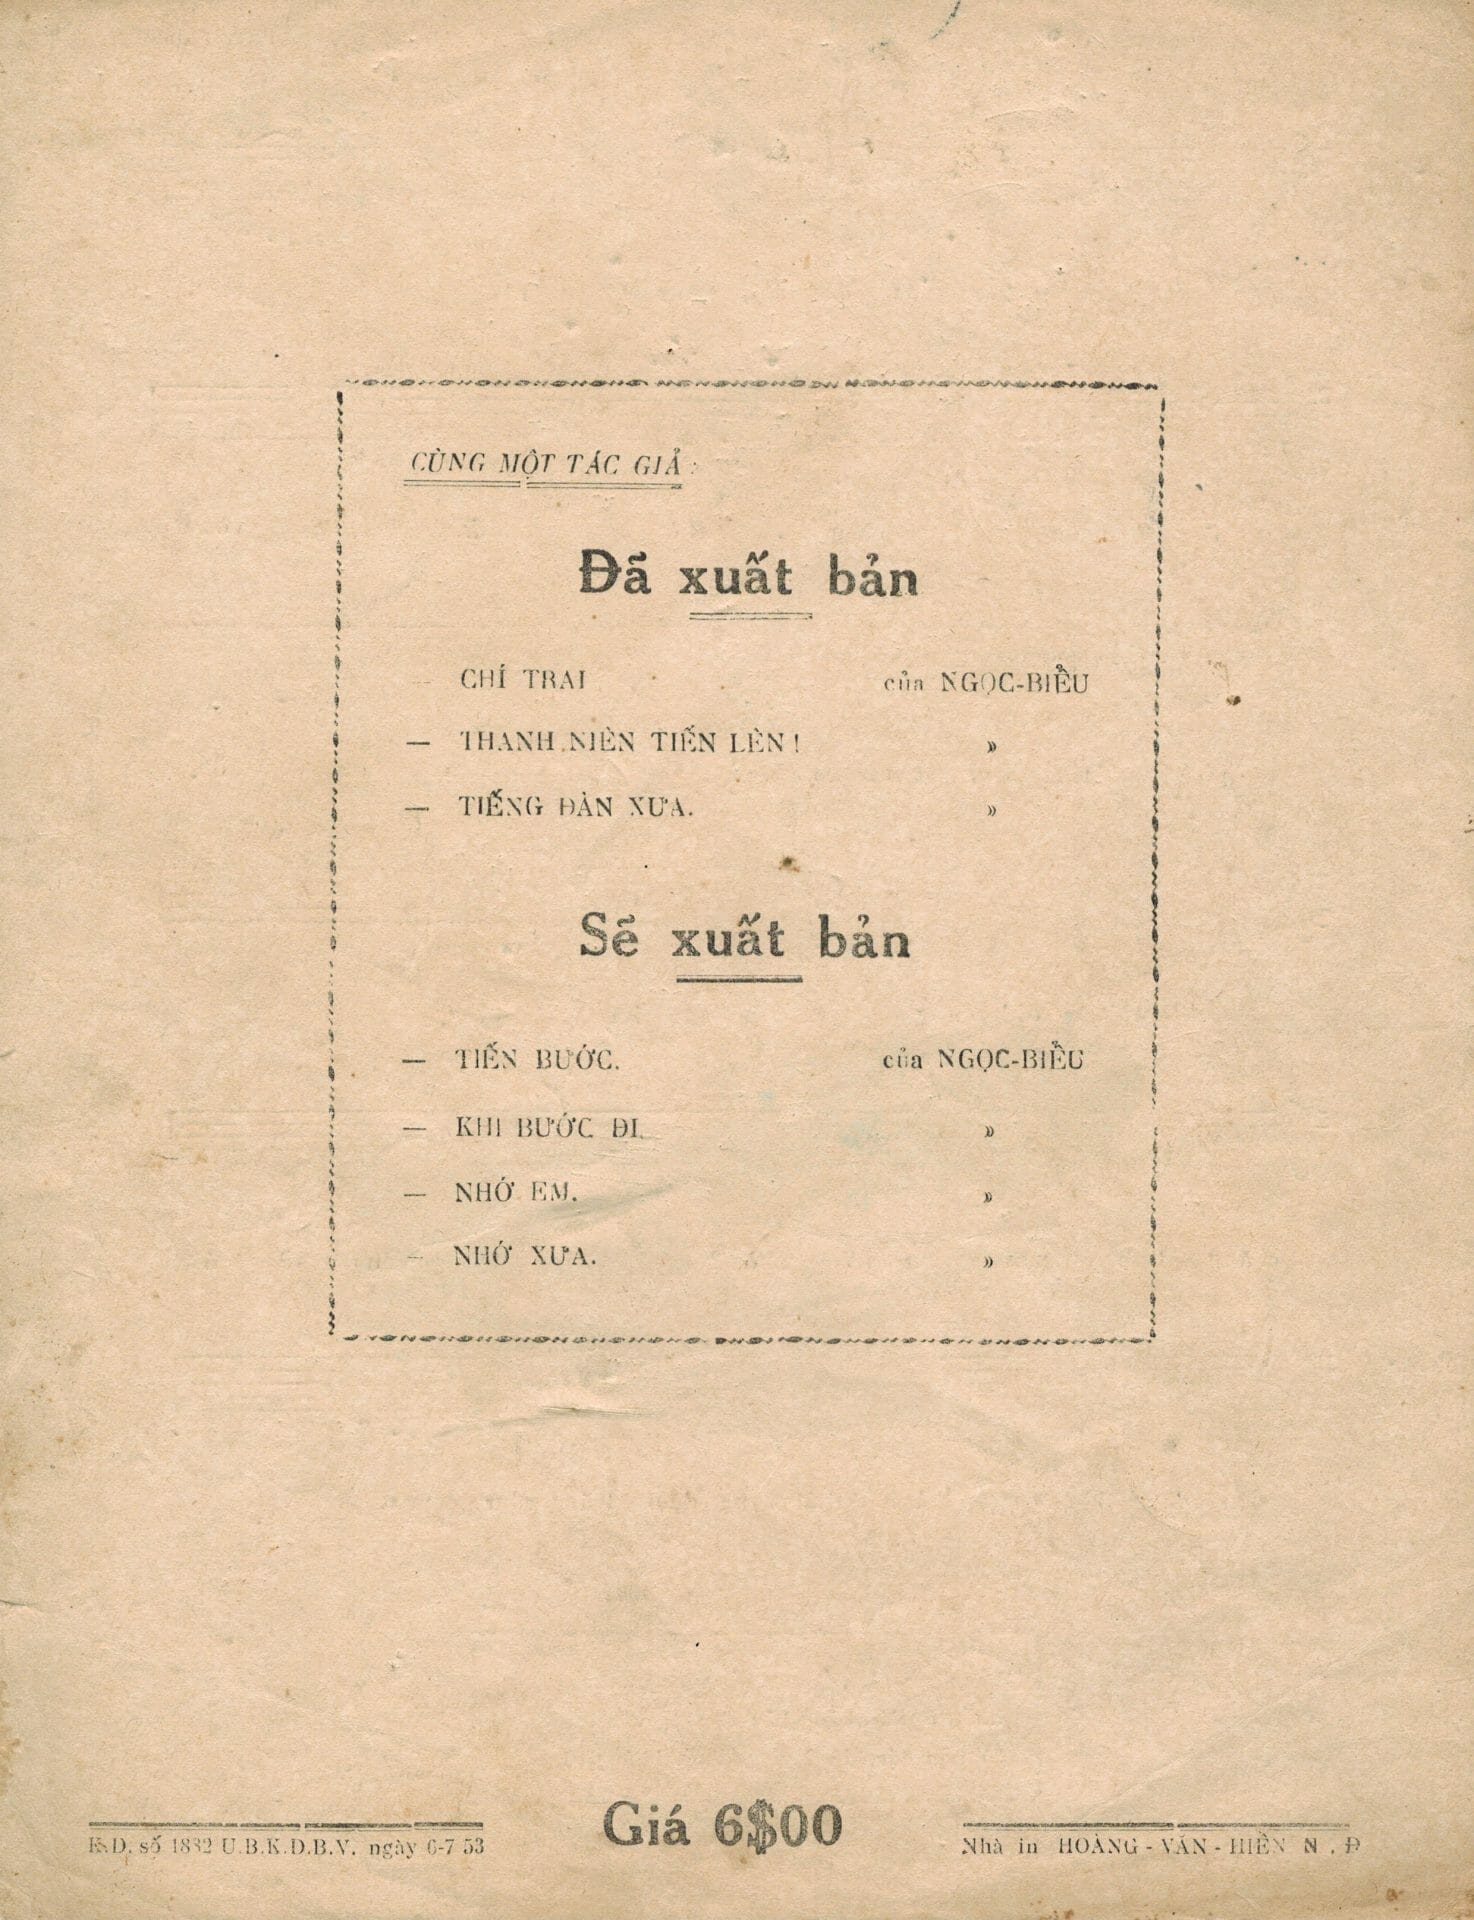 CÙNG MỘT TÁC GIẢ :
Đã xuất bản
— CHÍ TRAI của NGỌC-BIỀU
— THANH NIÊN TIẾN LÊN ! »
— TIẾNG ĐÀN XƯA. »
Sẽ xuất bản
— TIẾN BƯỚC. của NGỌC-BIỀU
— KHI BƯỚC ĐI. »
— NHỚ EM. »
— NHỚ XƯA. »
Giá 6$00
K.D. số 1832 U.B.K.D.B.V. ngày 6-7 53
Nhà in HOÀNG - VĂN - HIỀN N . Đ